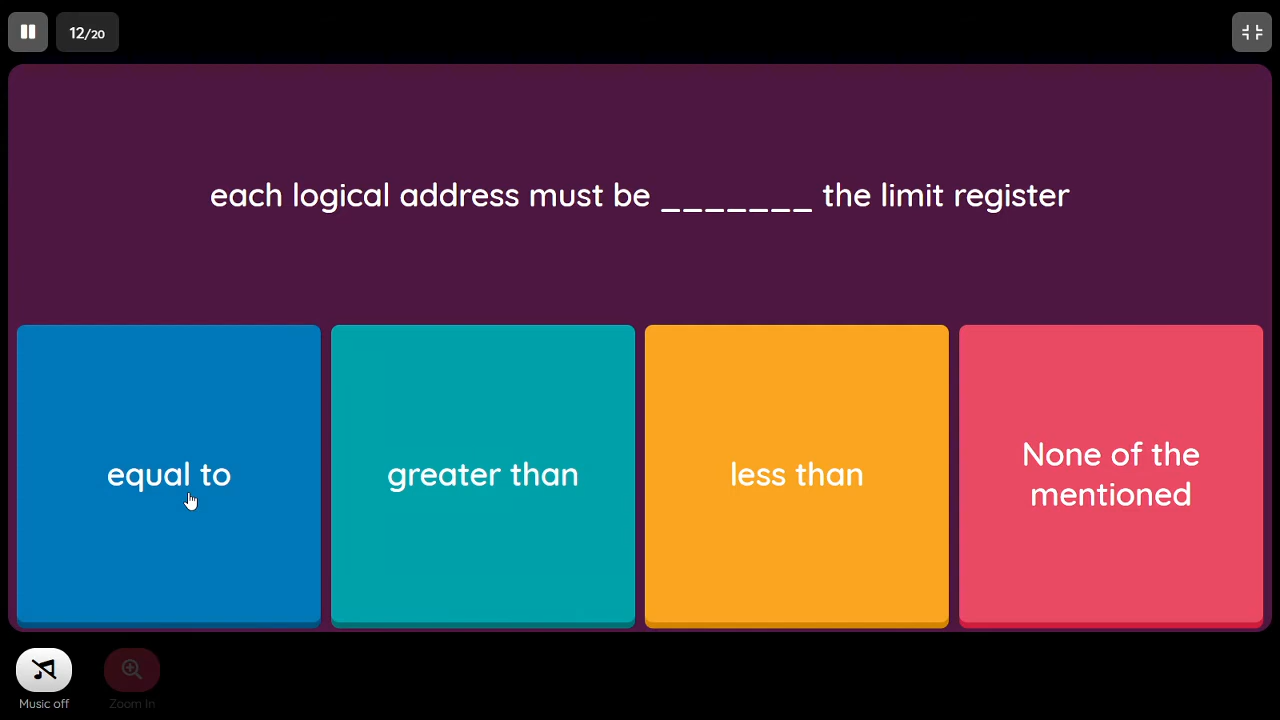 12/20
each logical address must be _______ the limit register
equal to
greater than
less than
None of the
mentioned
Music off
Zoom In